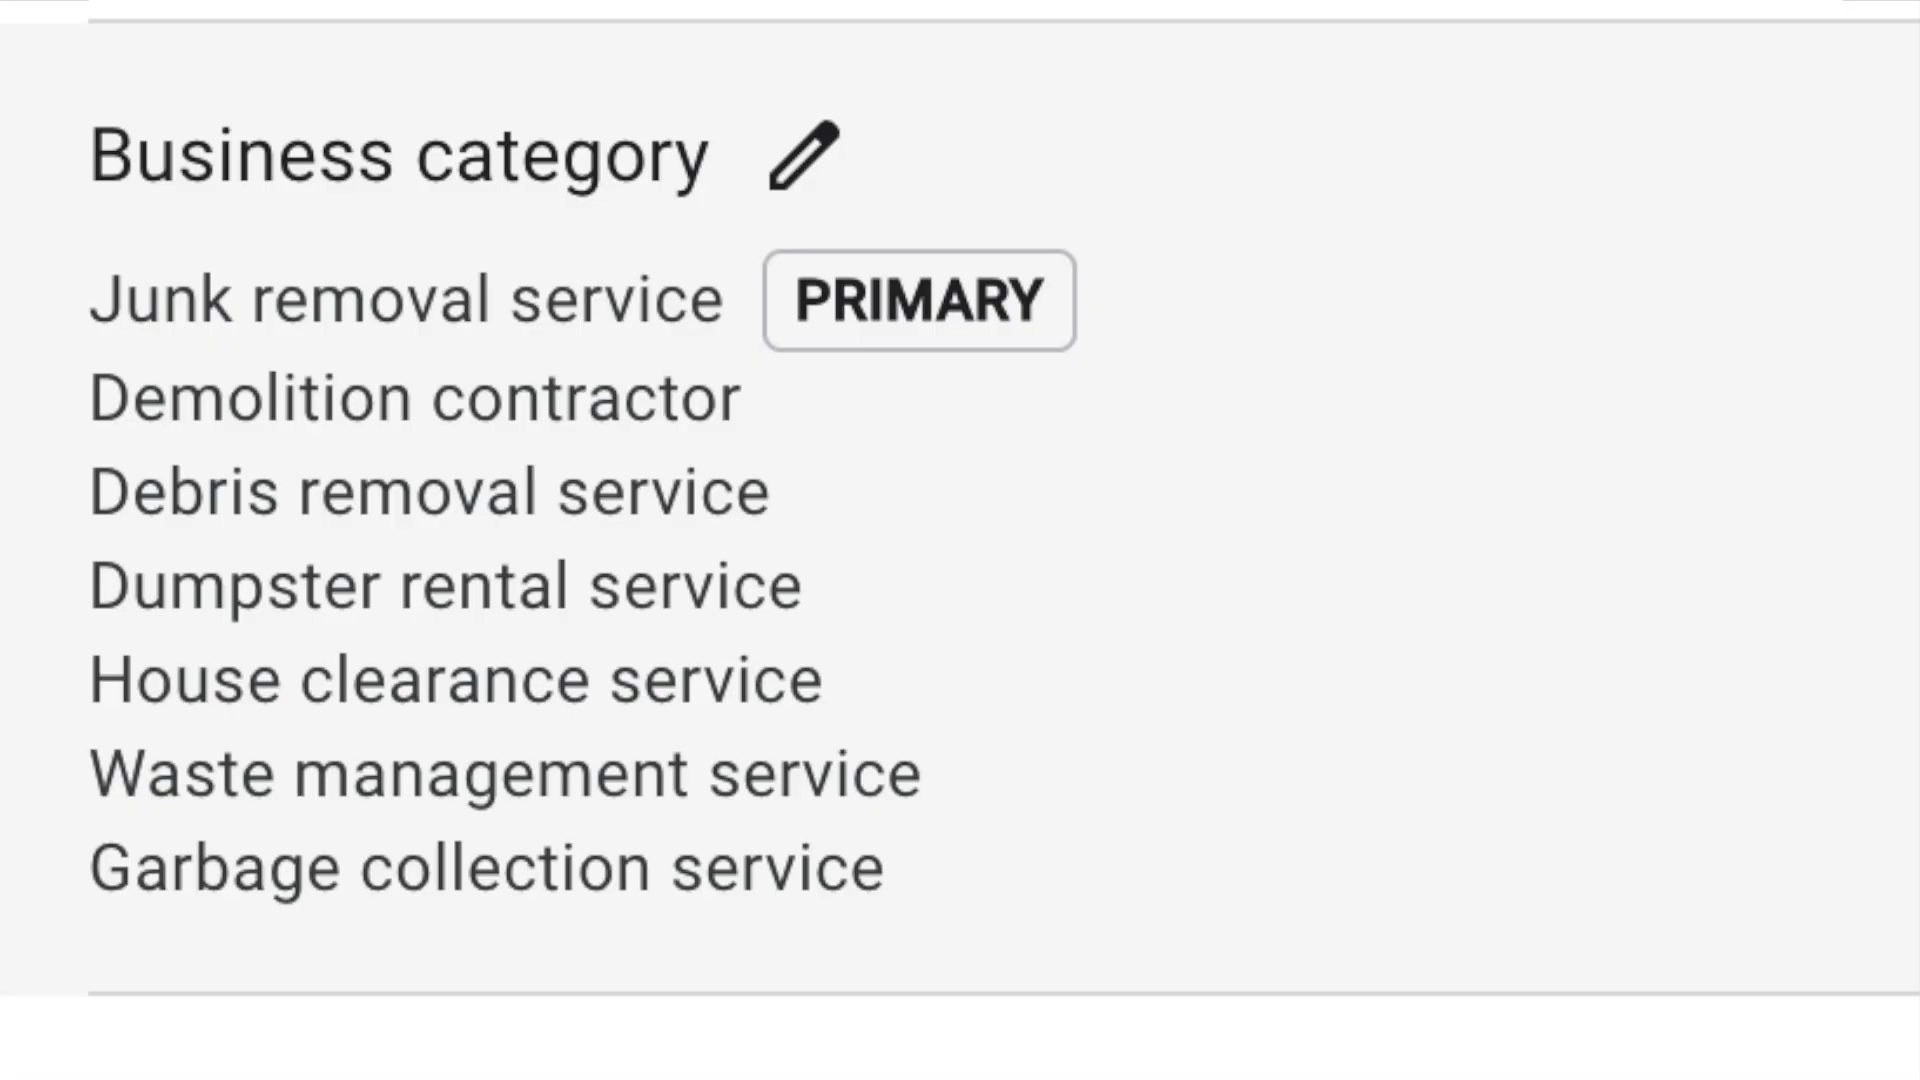 Business category
Junk removal service PRIMARY
Demolition contractor
Debris removal service
Dumpster rental service
House clearance service
Waste management service
Garbage collection service